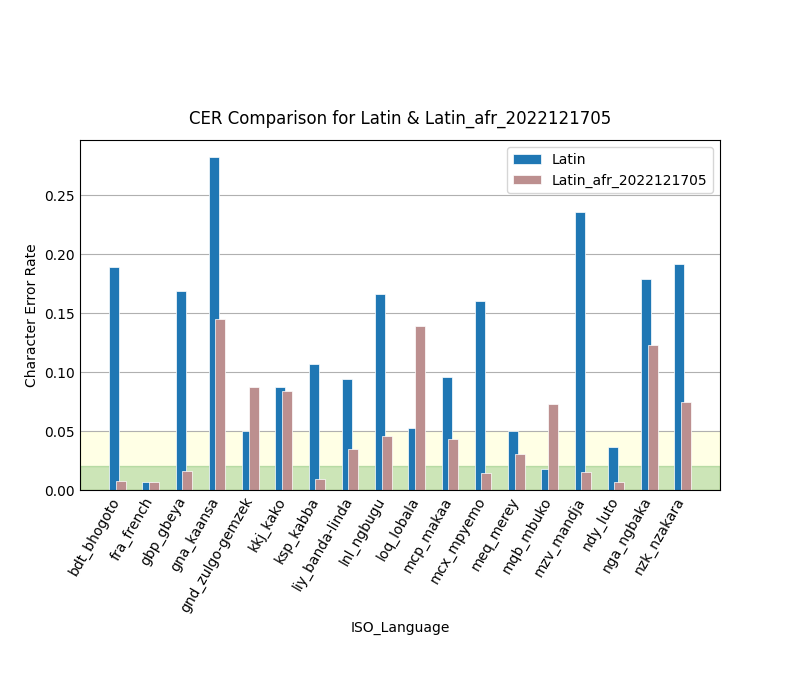 CER Comparison for Latin & Latin_afr_2022121705
Latin
Latin_afr_2022121705
Character Error Rate
0.25
0.20
0.15
0.10
0.05
0.00
bdt_bhogoto
fra_french
gbp_gbeya
gna_kaansa
gnd_zulgo-gemzek
kkj_kako
ksp_kabba
liy_banda-linda
lnl_ngbugu
loq_lobala
mcp_makaa
mcx_mpyemo
meq_merey
mqb_mbuko
mzv_mandja
ndy_luto
nga_ngbaka
nzk_nzakara
ISO_Language